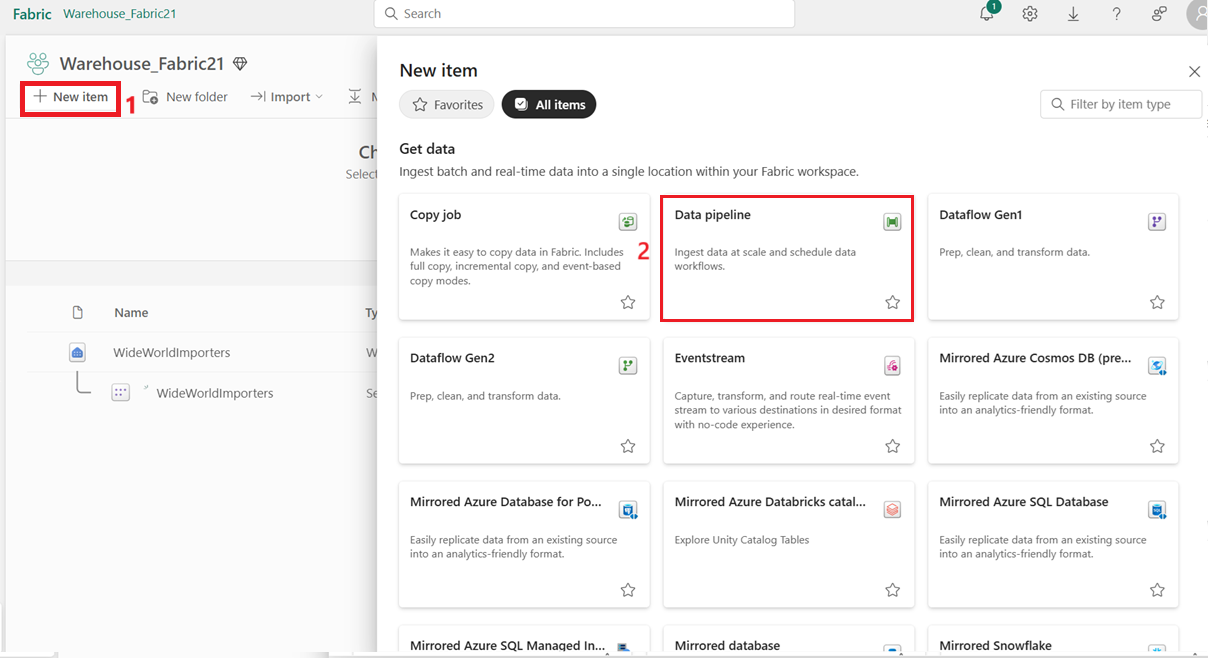 Fabric Warehouse_Fabric21
Search
1
Warehouse_Fabric21
New item
1
New folder
Import
Ch
Select
Name
Ty
WideWorldImporters
W
WideWorldImporters
Se
New item
Favorites
All items
Filter by item type
Get data
Ingest batch and real-time data into a single location within your Fabric workspace.
Copy job
Makes it easy to copy data in Fabric. Includes
full copy, incremental copy, and event-based
copy modes.
2
Data pipeline
Ingest data at scale and schedule data
workflows.
Dataflow Gen1
Prep, clean, and transform data.
Dataflow Gen2
Prep, clean, and transform data.
Eventstream
Capture, transform, and route real-time event
stream to various destinations in desired format
with no-code experience.
Mirrored Azure Cosmos DB (pre...
Easily replicate data from an existing source
into an analytics-friendly format.
Mirrored Azure Database for Po...
Easily replicate data from an existing source
into an analytics-friendly format.
Mirrored Azure Databricks catal...
Explore Unity Catalog Tables
Mirrored Azure SQL Database
Easily replicate data from an existing source
into an analytics-friendly format.
Mirrored Azure SQL Managed In...
Mirrored database
Mirrored Snowflake